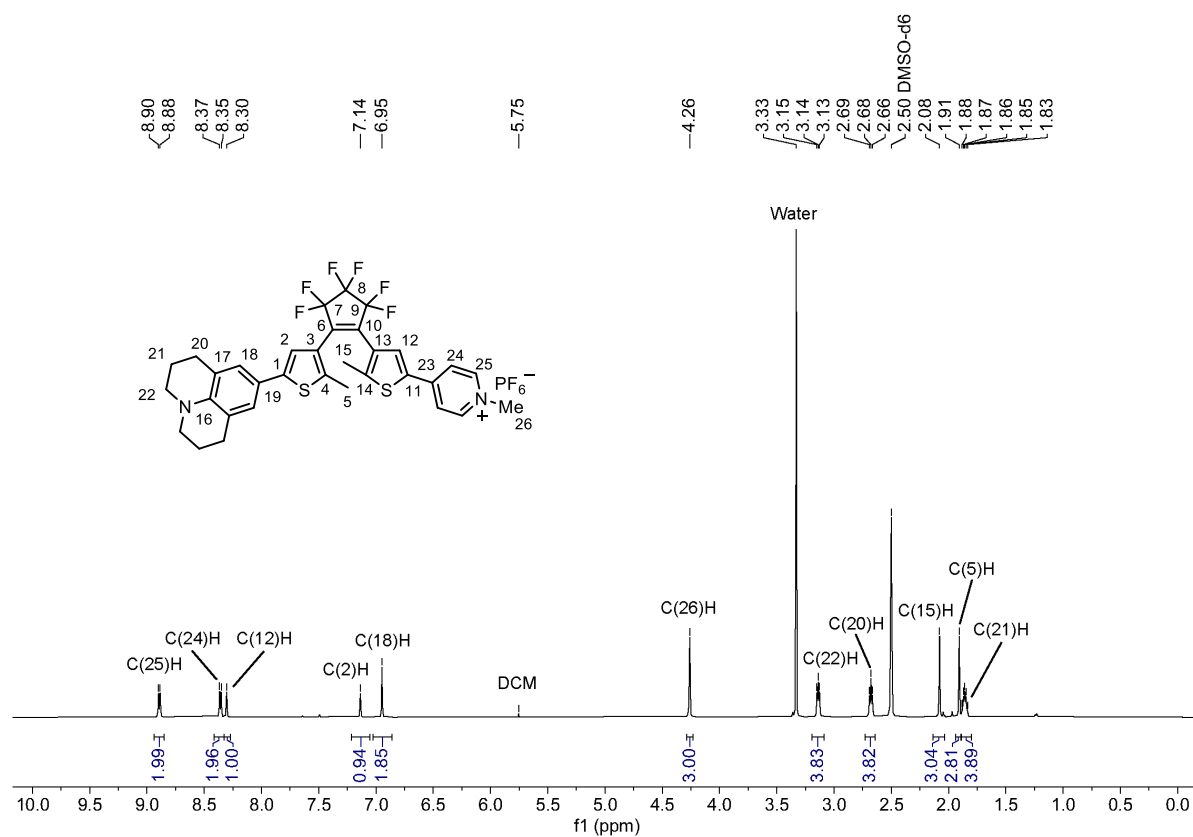 8.90
8.88
8.37
8.35
8.30
7.14
6.95
5.75
4.26
3.33
3.15
3.14
3.13
2.69
2.68
2.66
2.50 DMSO-d6
2.08
1.91
1.88
1.87
1.86
1.85
1.83
Water
F F F F
F F
8
7 9
6 10
20 2 3 15 13 12
21 17 18 24
1 23 25
22 S 4 14 S PF6−
N 16 19 5 11 N+ Me
26
C(5)H
C(26)H C(15)H
C(24)H C(12)H C(20)H C(21)H
C(25)H C(2)H C(18)H C(22)H
DCM
1.99
1.96
1.00
0.94
1.85
3.00
3.83
3.82
3.04
2.81
3.89
10.0 9.5 9.0 8.5 8.0 7.5 7.0 6.5 6.0 5.5 5.0 4.5 4.0 3.5 3.0 2.5 2.0 1.5 1.0 0.5 0.0
f1 (ppm)